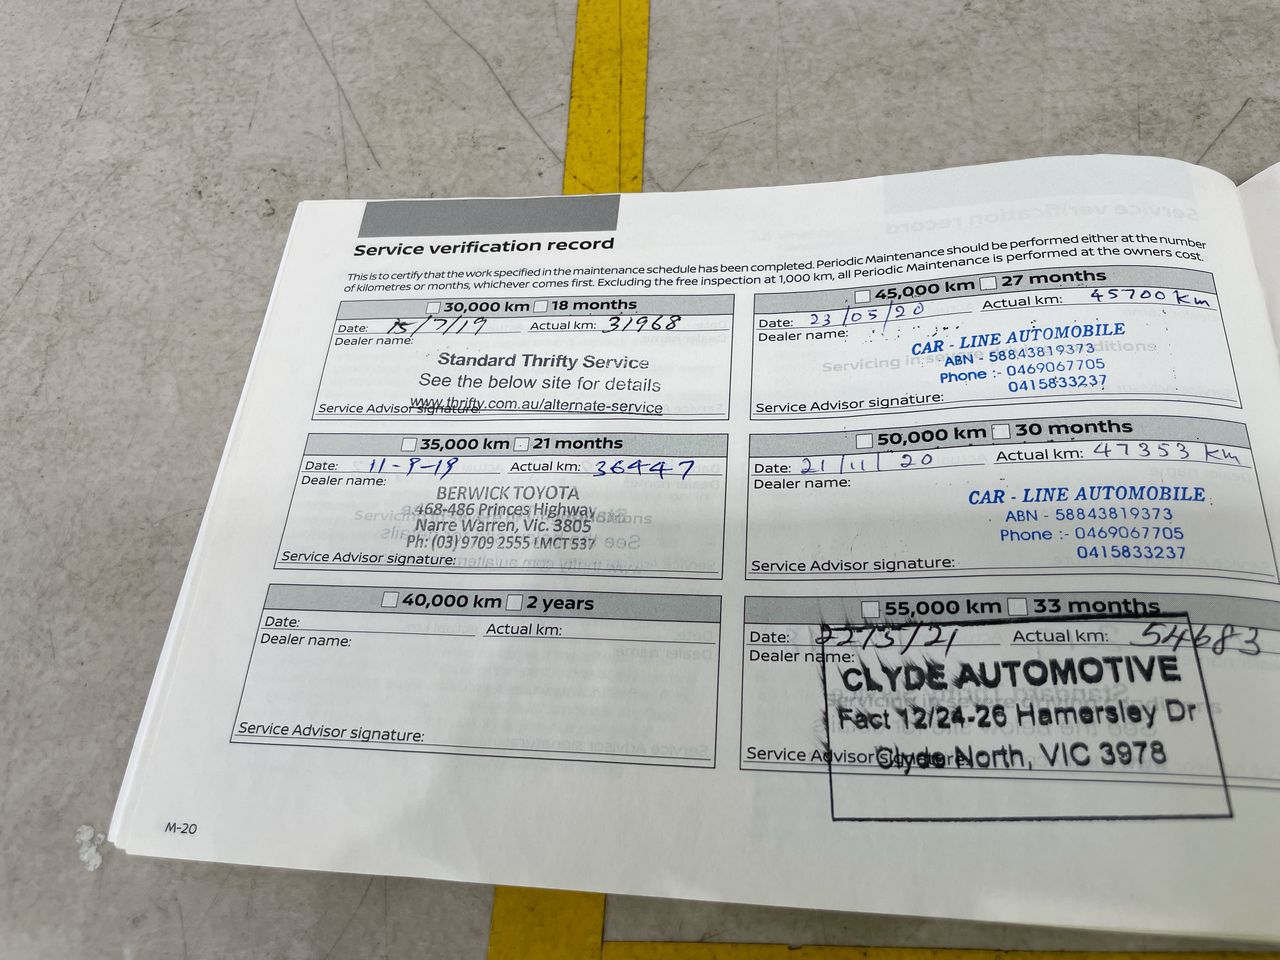 Service verification record
This is to certify that the work specified in the maintenance schedule has been completed. Periodic Maintenance should be performed either at the number
of kilometres or months, whichever comes first. Excluding the free inspection at 1,000 km, all Periodic Maintenance is performed at the owners cost.
30,000 km 18 months
Date: 15/7/19 Actual km: 31968
Dealer name:
Standard Thrifty Service
See the below site for details
www.thrifty.com.au/alternate-service
Service Advisor signature:
35,000 km 21 months
Date: 11-9-19 Actual km: 36447
Dealer name:
BERWICK TOYOTA
468-486 Princes Highway
Narre Warren, Vic. 3805
Ph: (03) 9709 2555 LMCT 537
Service Advisor signature:
40,000 km 2 years
Date: Actual km:
Dealer name:
Service Advisor signature:
45,000 km 27 months
Date: 23/05/20 Actual km: 45700 km
Dealer name:
CAR - LINE AUTOMOBILE
ABN - 58843819373
Phone :- 0469067705
0415833237
Service Advisor signature:
50,000 km 30 months
Date: 21/11/20 Actual km: 47353 km
Dealer name:
CAR - LINE AUTOMOBILE
ABN - 58843819373
Phone :- 0469067705
0415833237
Service Advisor signature:
55,000 km 33 months
Date: Actual km: 54683
Dealer name:
CLYDE AUTOMOTIVE
Fact 12/24-26 Hamersley Dr
Clyde North, VIC 3978
Service Advisor signature:
M-20